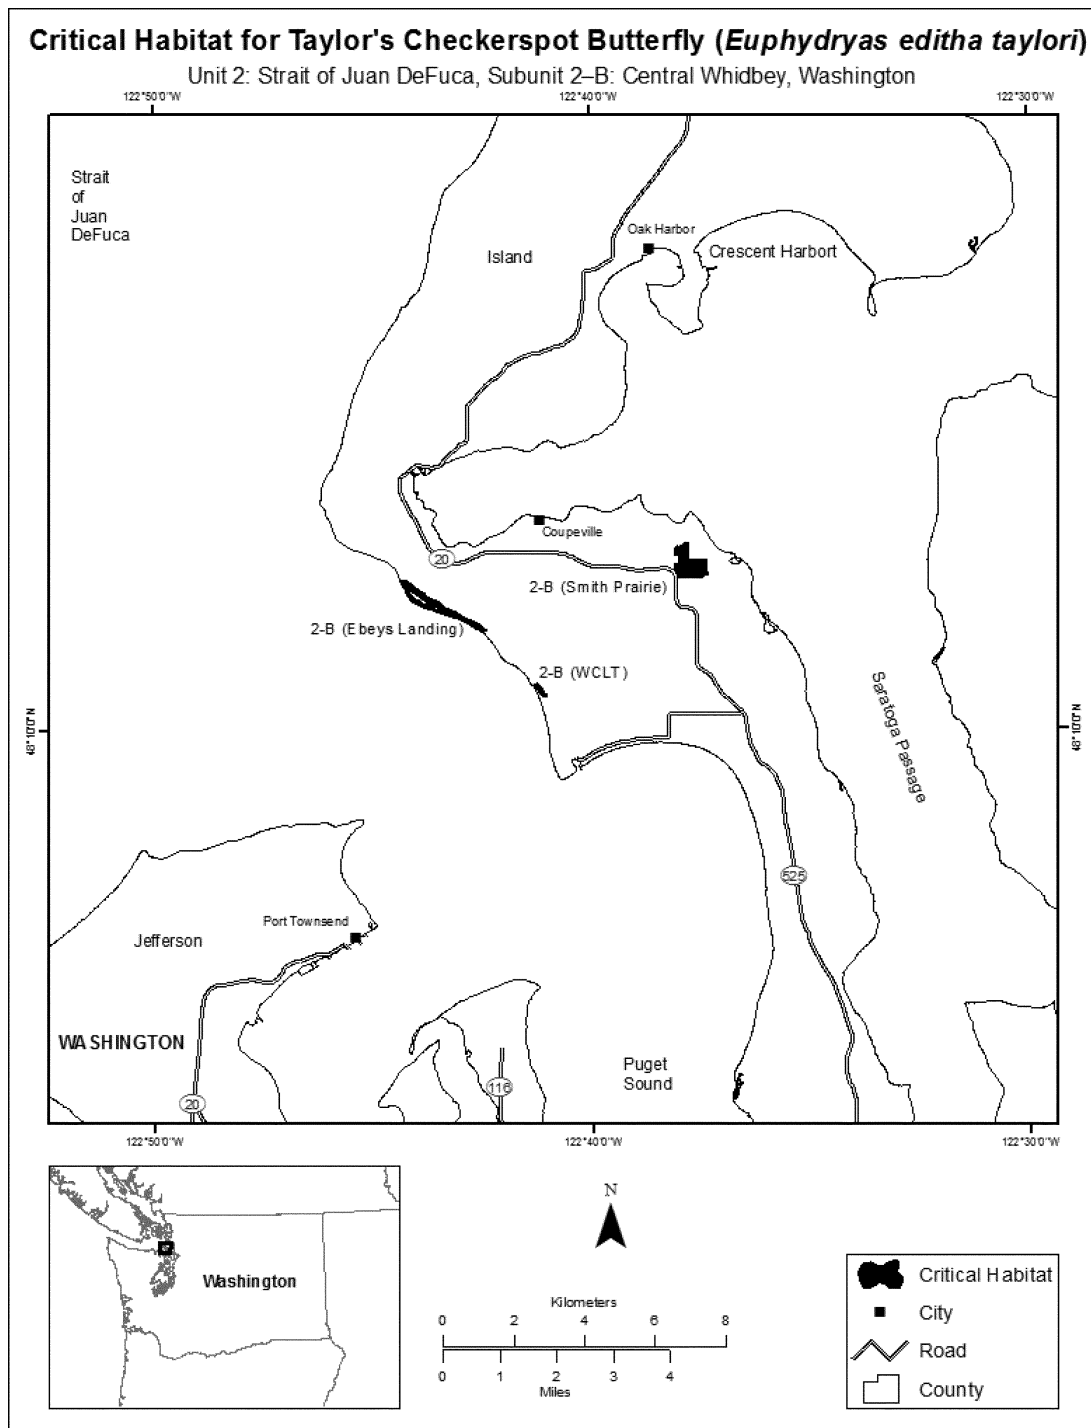 Critical Habitat for Taylor's Checkerspot Butterfly (Euphydryas editha taylori)
Unit 2: Strait of Juan DeFuca, Subunit 2–B: Central Whidbey, Washington
122°50'0"W
122°40'0"W
122°30'0"W
Strait
of
Juan
DeFuca
Oak Harbor
Island
Crescent Harbort
Coupeville
20
2-B (Smith Prairie)
2-B (Ebeys Landing)
2-B (WCLT)
Saratoga Passage
48°10'0"N
48°10'0"N
525
Port Townsend
Jefferson
WASHINGTON
Puget
Sound
116
20
122°50'0"W
122°40'0"W
122°30'0"W
Washington
N
Kilometers
0 2 4 6 8
0 1 2 3 4
Miles
Critical Habitat
City
Road
County